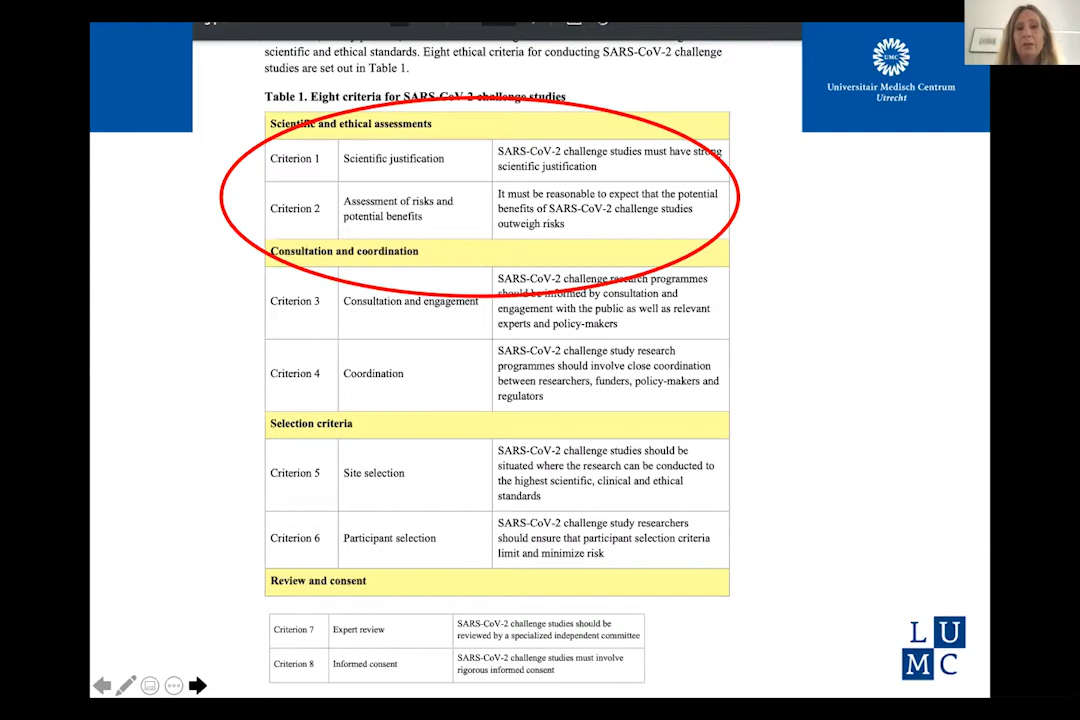 scientific and ethical standards. Eight ethical criteria for conducting SARS-CoV-2 challenge
studies are set out in Table 1.
Table 1. Eight criteria for SARS-CoV-2 challenge studies
Scientific and ethical assessments
Criterion 1
Scientific justification
SARS-CoV-2 challenge studies must have strong
scientific justification
Criterion 2
Assessment of risks and
potential benefits
It must be reasonable to expect that the potential
benefits of SARS-CoV-2 challenge studies
outweigh risks
Consultation and coordination
Criterion 3
Consultation and engagement
SARS-CoV-2 challenge research programmes
should be informed by consultation and
engagement with the public as well as relevant
experts and policy-makers
Criterion 4
Coordination
SARS-CoV-2 challenge study research
programmes should involve close coordination
between researchers, funders, policy-makers and
regulators
Selection criteria
Criterion 5
Site selection
SARS-CoV-2 challenge studies should be
situated where the research can be conducted to
the highest scientific, clinical and ethical
standards
Criterion 6
Participant selection
SARS-CoV-2 challenge study researchers
should ensure that participant selection criteria
limit and minimize risk
Review and consent
Criterion 7
Expert review
SARS-CoV-2 challenge studies should be
reviewed by a specialized independent committee
Criterion 8
Informed consent
SARS-CoV-2 challenge studies must involve
rigorous informed consent
UMC
Universitair Medisch Centrum
Utrecht
L U
M C